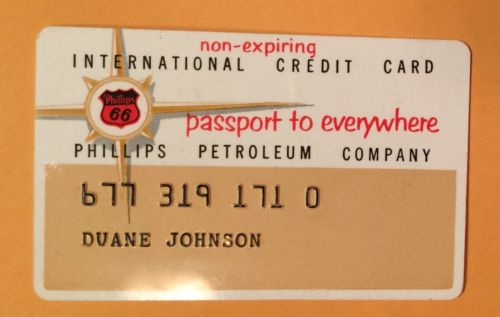 non-expiring
INTERNATIONAL CREDIT CARD
Phillips
66
passport to everywhere
PHILLIPS PETROLEUM COMPANY
677 319 171 0
DUANE JOHNSON